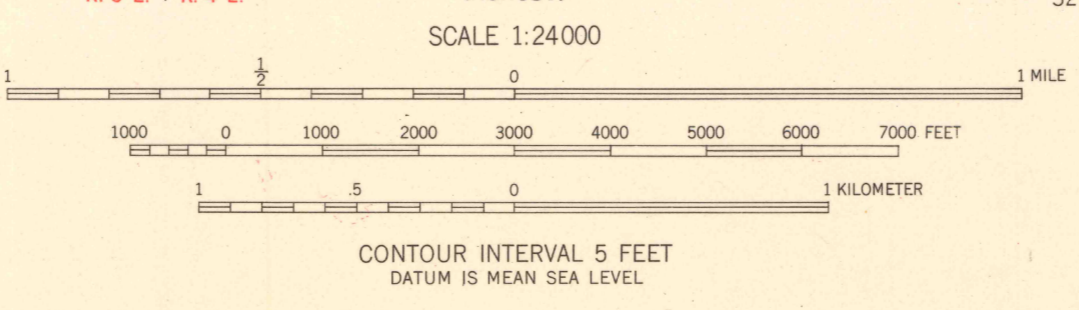 SCALE 1:24000
1 1/2 0 1 MILE
1000 0 1000 2000 3000 4000 5000 6000 7000 FEET
1 .5 0 1 KILOMETER
CONTOUR INTERVAL 5 FEET
DATUM IS MEAN SEA LEVEL